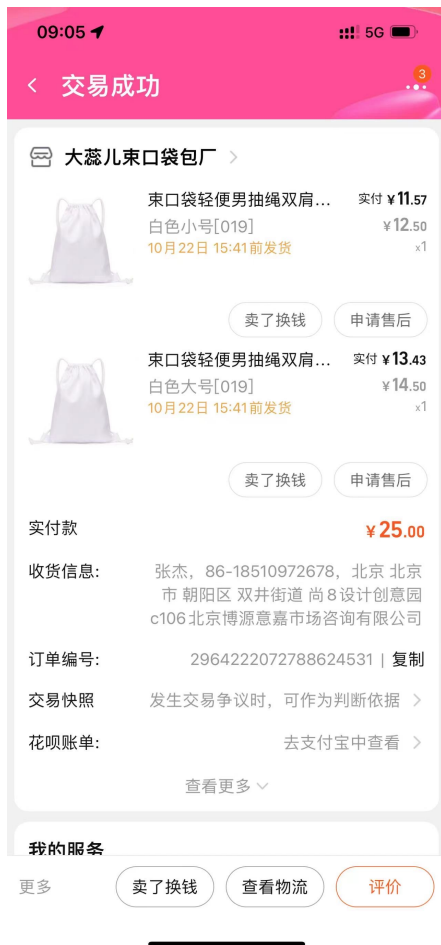 09:05
5G
交易成功
3
大蕊儿束口袋包厂
束口袋轻便男抽绳双肩... 实付 ¥11.57
白色小号[019] ¥12.50
10月22日 15:41前发货 x1
卖了换钱 申请售后
束口袋轻便男抽绳双肩... 实付 ¥13.43
白色大号[019] ¥14.50
10月22日 15:41前发货 x1
卖了换钱 申请售后
实付款 ¥25.00
收货信息: 张杰，86-18510972678，北京 北京
市 朝阳区 双井街道 尚8设计创意园
c106北京博源意嘉市场咨询有限公司
订单编号: 2964222072788624531 | 复制
交易快照 发生交易争议时，可作为判断依据
花呗账单: 去支付宝中查看
查看更多
我的服务
更多 卖了换钱 查看物流 评价